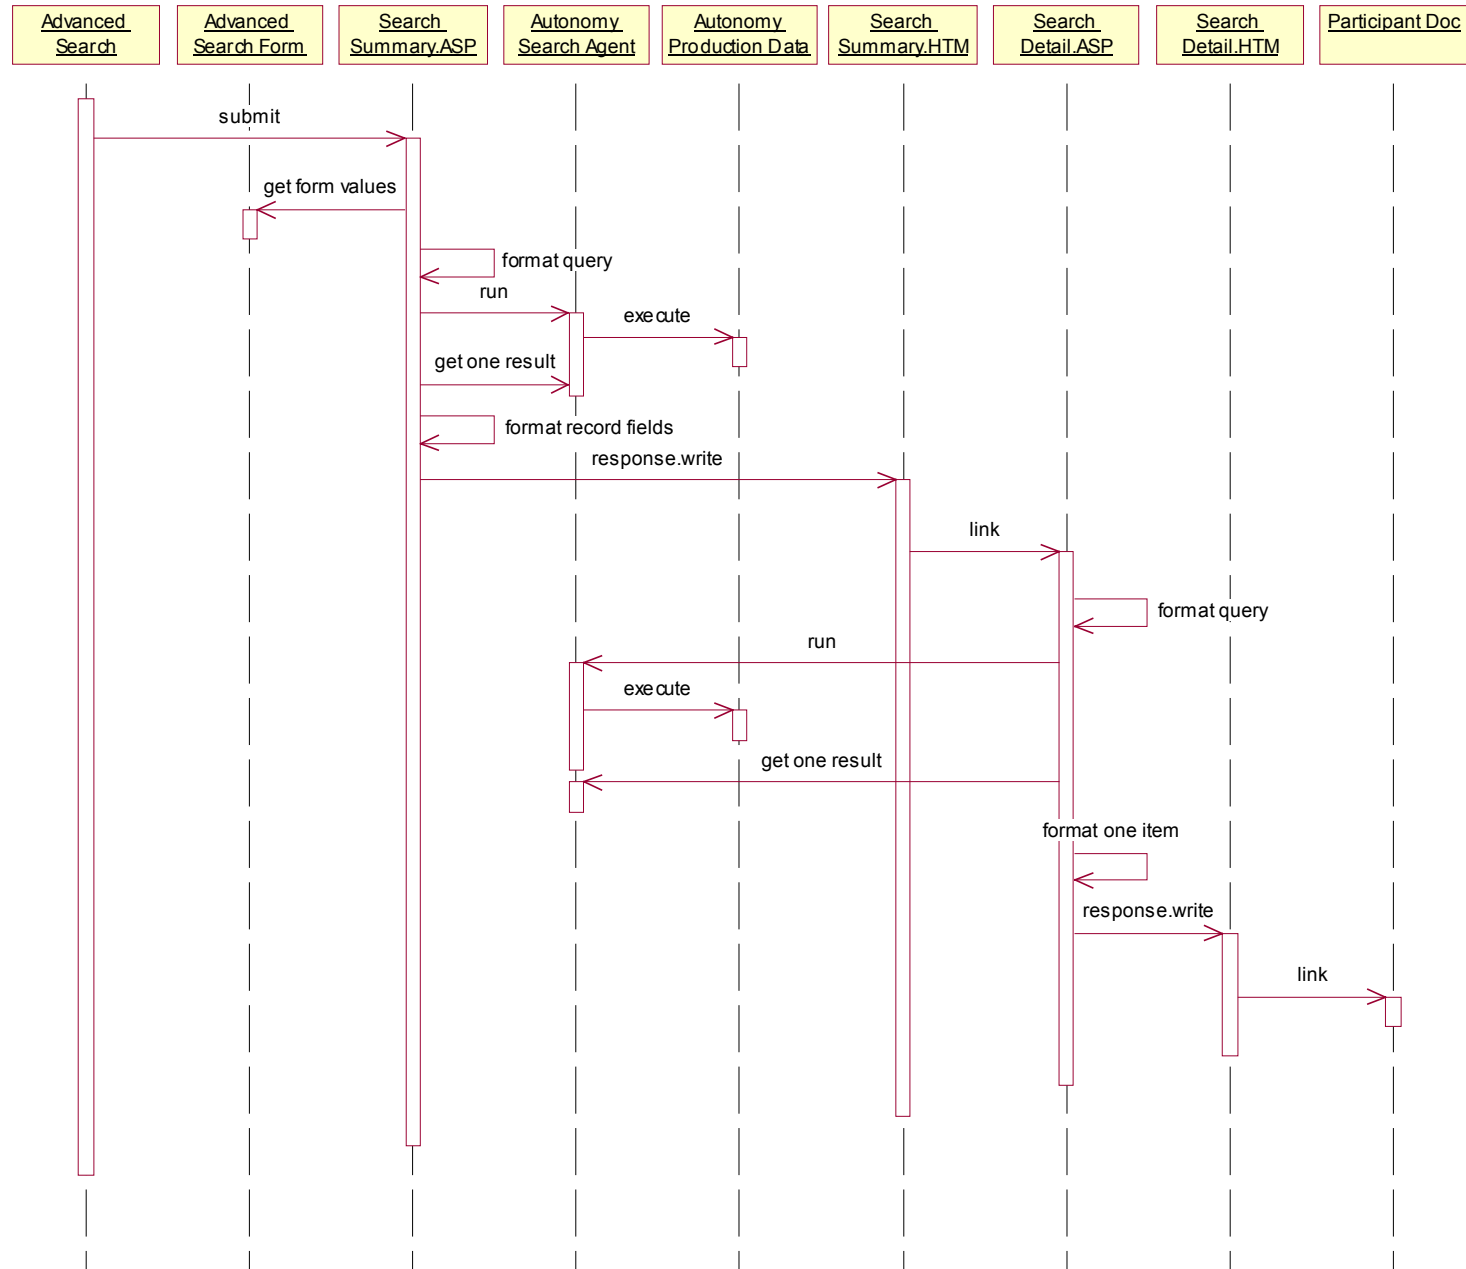 Advanced
Search
Advanced
Search Form
Search
Summary.ASP
Autonomy
Search Agent
Autonomy
Production Data
Search
Summary.HTM
Search
Detail.ASP
Search
Detail.HTM
Participant Doc
submit
get form values
format query
run
execute
get one result
format record fields
response.write
link
format query
run
execute
get one result
format one item
response.write
link